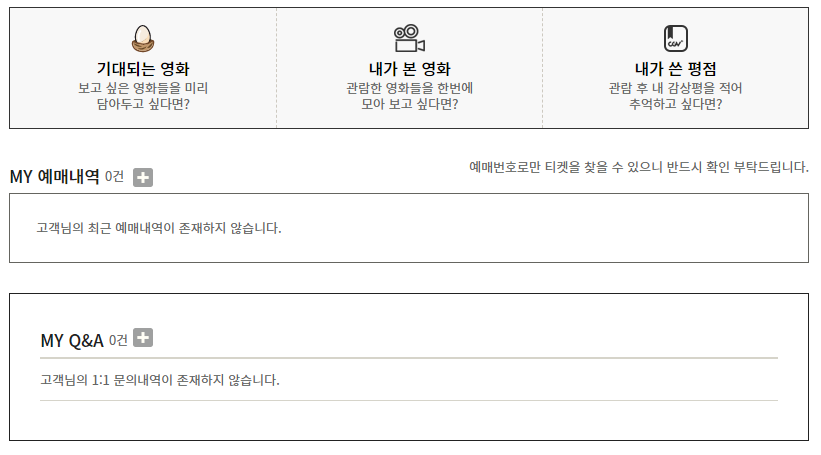 기대되는 영화
보고 싶은 영화들을 미리
담아두고 싶다면?
내가 본 영화
관람한 영화들을 한번에
모아 보고 싶다면?
CGV
내가 쓴 평점
관람 후 내 감상평을 적어
추억하고 싶다면?
MY 예매내역 0건
예매번호로만 티켓을 찾을 수 있으니 반드시 확인 부탁드립니다.
고객님의 최근 예매내역이 존재하지 않습니다.
MY Q&A 0건
고객님의 1:1 문의내역이 존재하지 않습니다.